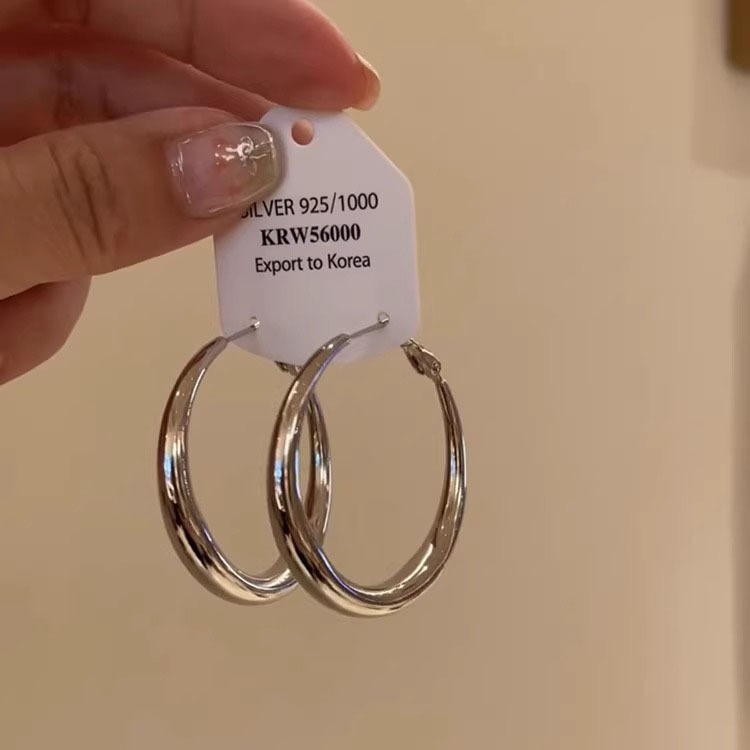 SILVER 925/1000
KRW56000
Export to Korea